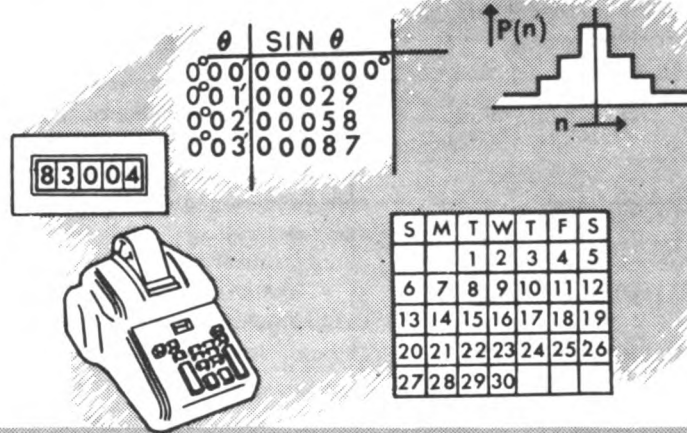 θ SIN θ
0°00' 000000°
0°01' 00029
0°02' 00058
0°03' 00087
P(n)
n
83004
S M T W T F S
1 2 3 4 5
6 7 8 9 10 11 12
13 14 15 16 17 18 19
20 21 22 23 24 25 26
27 28 29 30